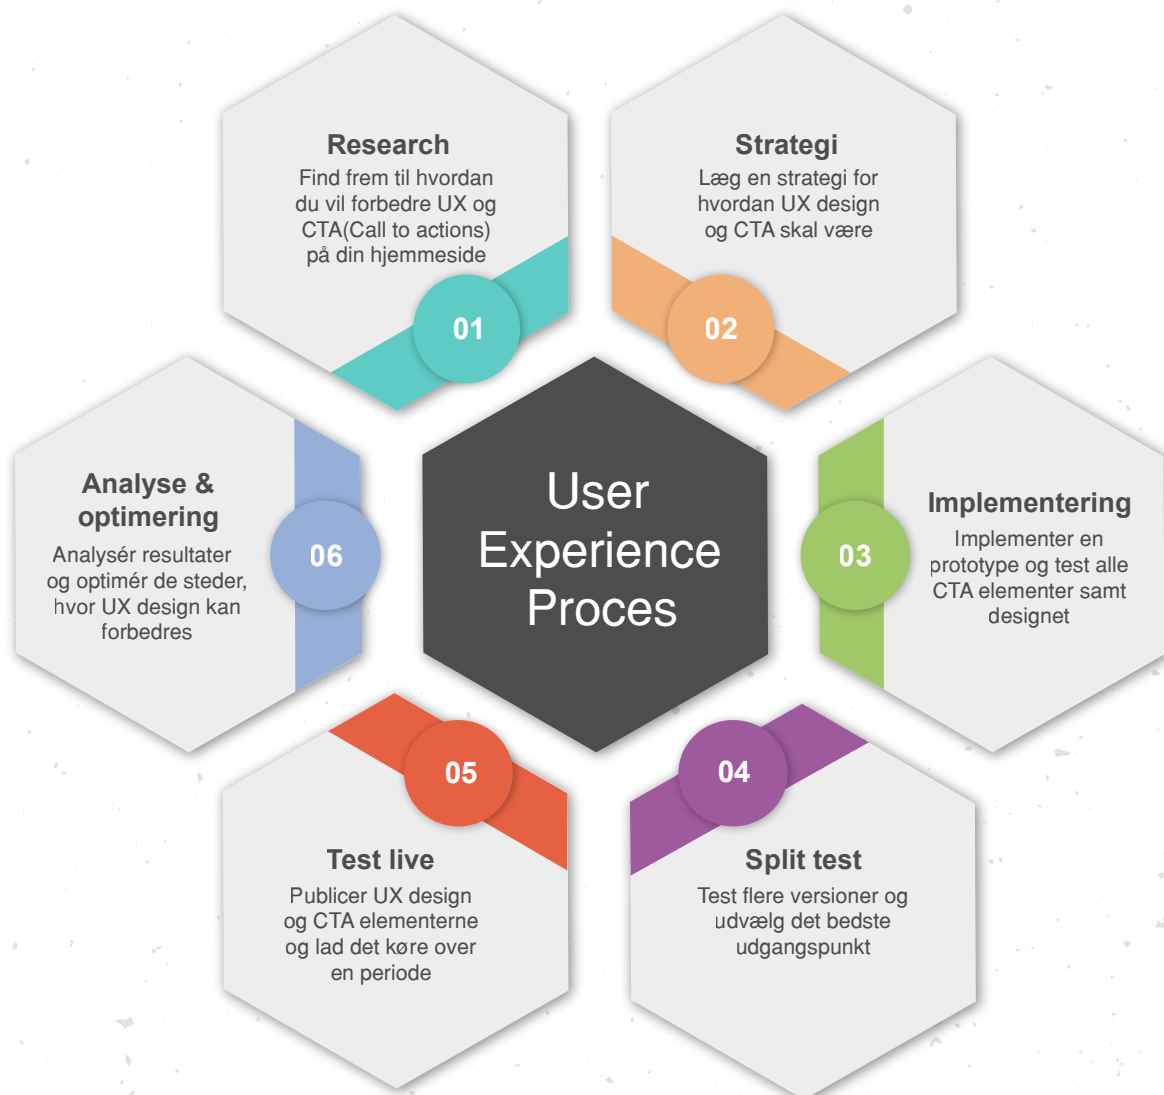 Research
Find frem til hvordan
du vil forbedre UX og
CTA(Call to actions)
på din hjemmeside
01
Strategi
Læg en strategi for
hvordan UX design
og CTA skal være
02
User
Experience
Proces
Implementering
Implementer en
prototype og test alle
CTA elementer samt
designet
03
04
Split test
Test flere versioner og
udvælg det bedste
udgangspunkt
05
Test live
Publicer UX design
og CTA elementerne
og lad det køre over
en periode
Analyse &
optimering
Analysér resultater
og optimér de steder,
hvor UX design kan
forbedres
06